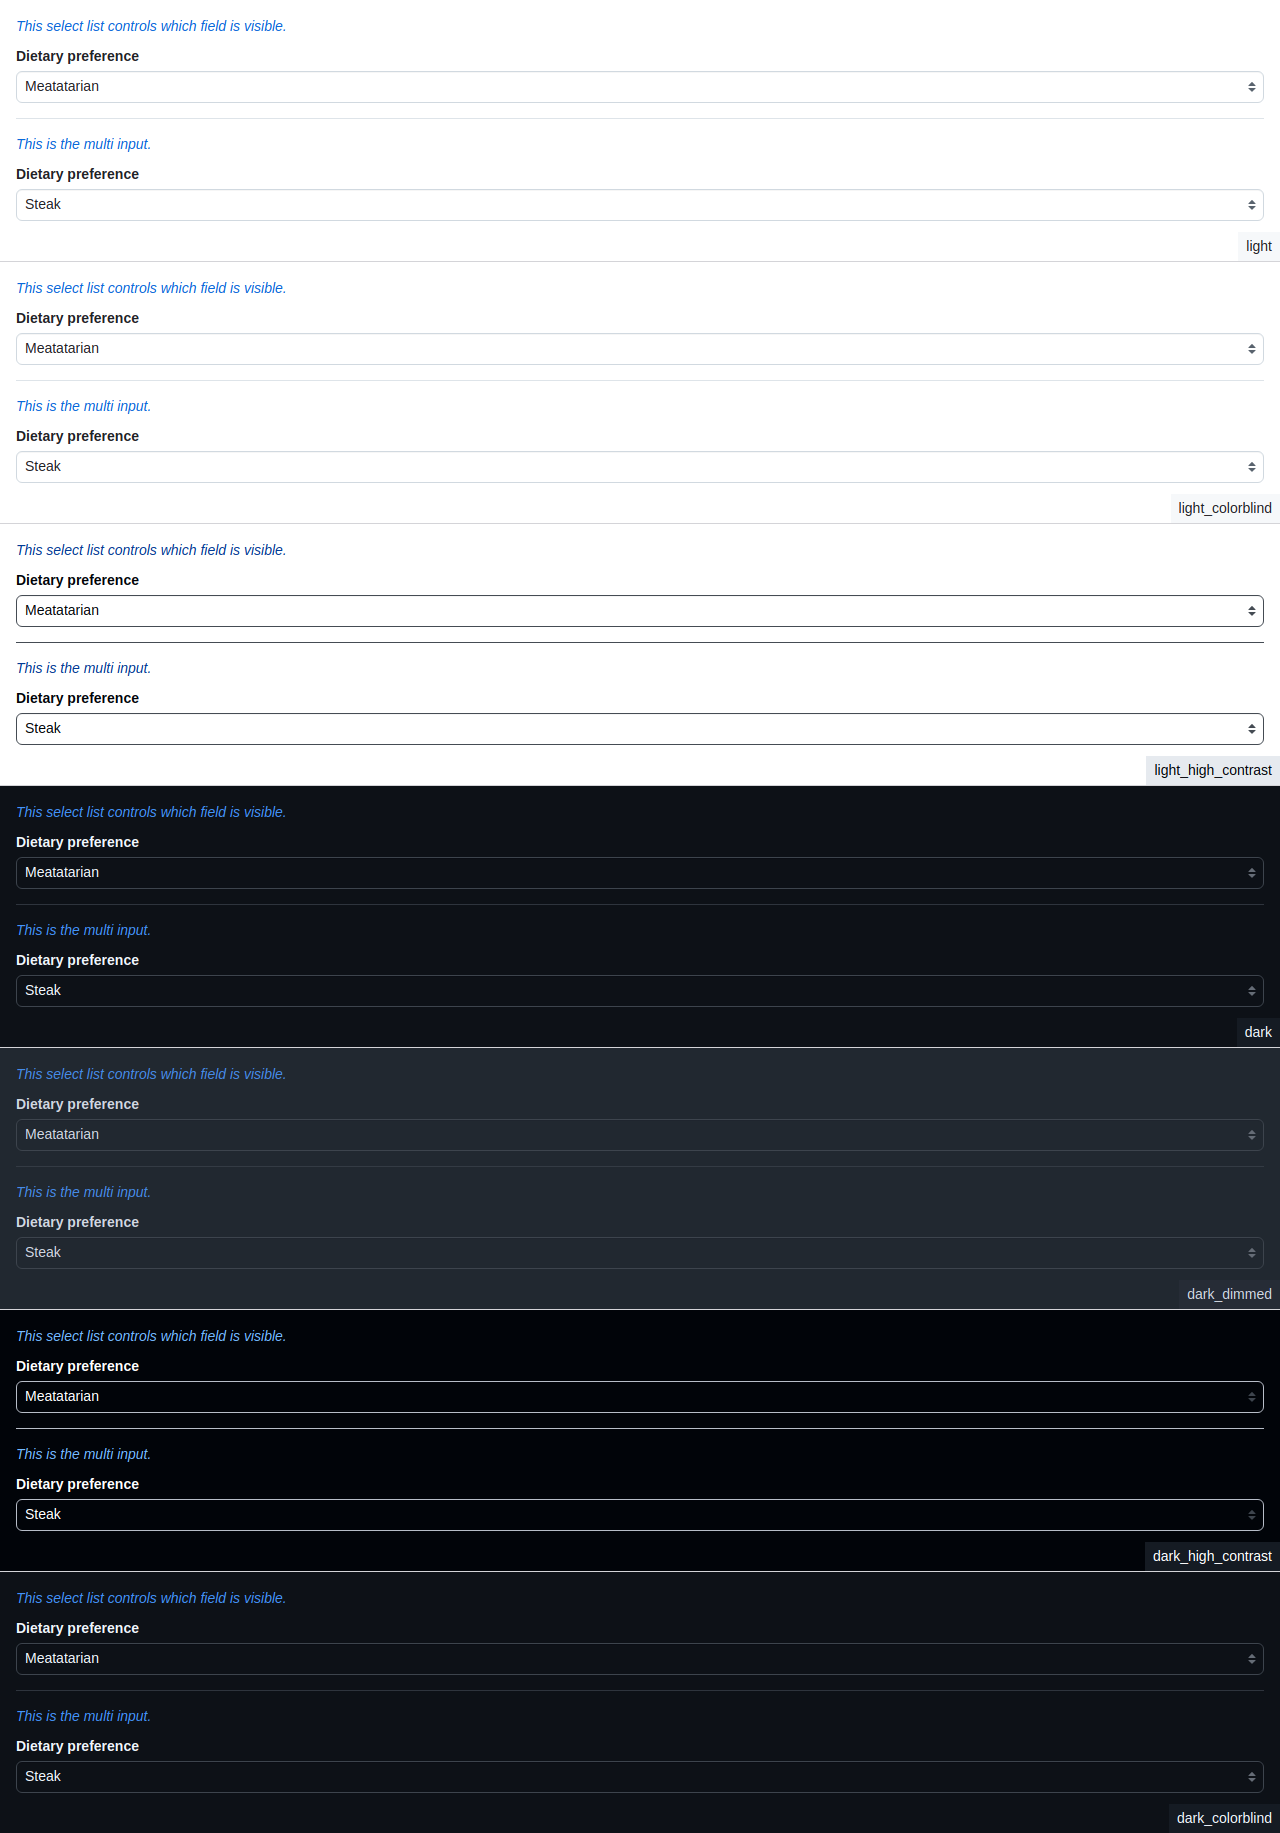 This select list controls which field is visible.
Dietary preference
Meatatarian
This is the multi input.
Dietary preference
Steak
light
This select list controls which field is visible.
Dietary preference
Meatatarian
This is the multi input.
Dietary preference
Steak
light_colorblind
This select list controls which field is visible.
Dietary preference
Meatatarian
This is the multi input.
Dietary preference
Steak
light_high_contrast
This select list controls which field is visible.
Dietary preference
Meatatarian
This is the multi input.
Dietary preference
Steak
dark
This select list controls which field is visible.
Dietary preference
Meatatarian
This is the multi input.
Dietary preference
Steak
dark_dimmed
This select list controls which field is visible.
Dietary preference
Meatatarian
This is the multi input.
Dietary preference
Steak
dark_high_contrast
This select list controls which field is visible.
Dietary preference
Meatatarian
This is the multi input.
Dietary preference
Steak
dark_colorblind